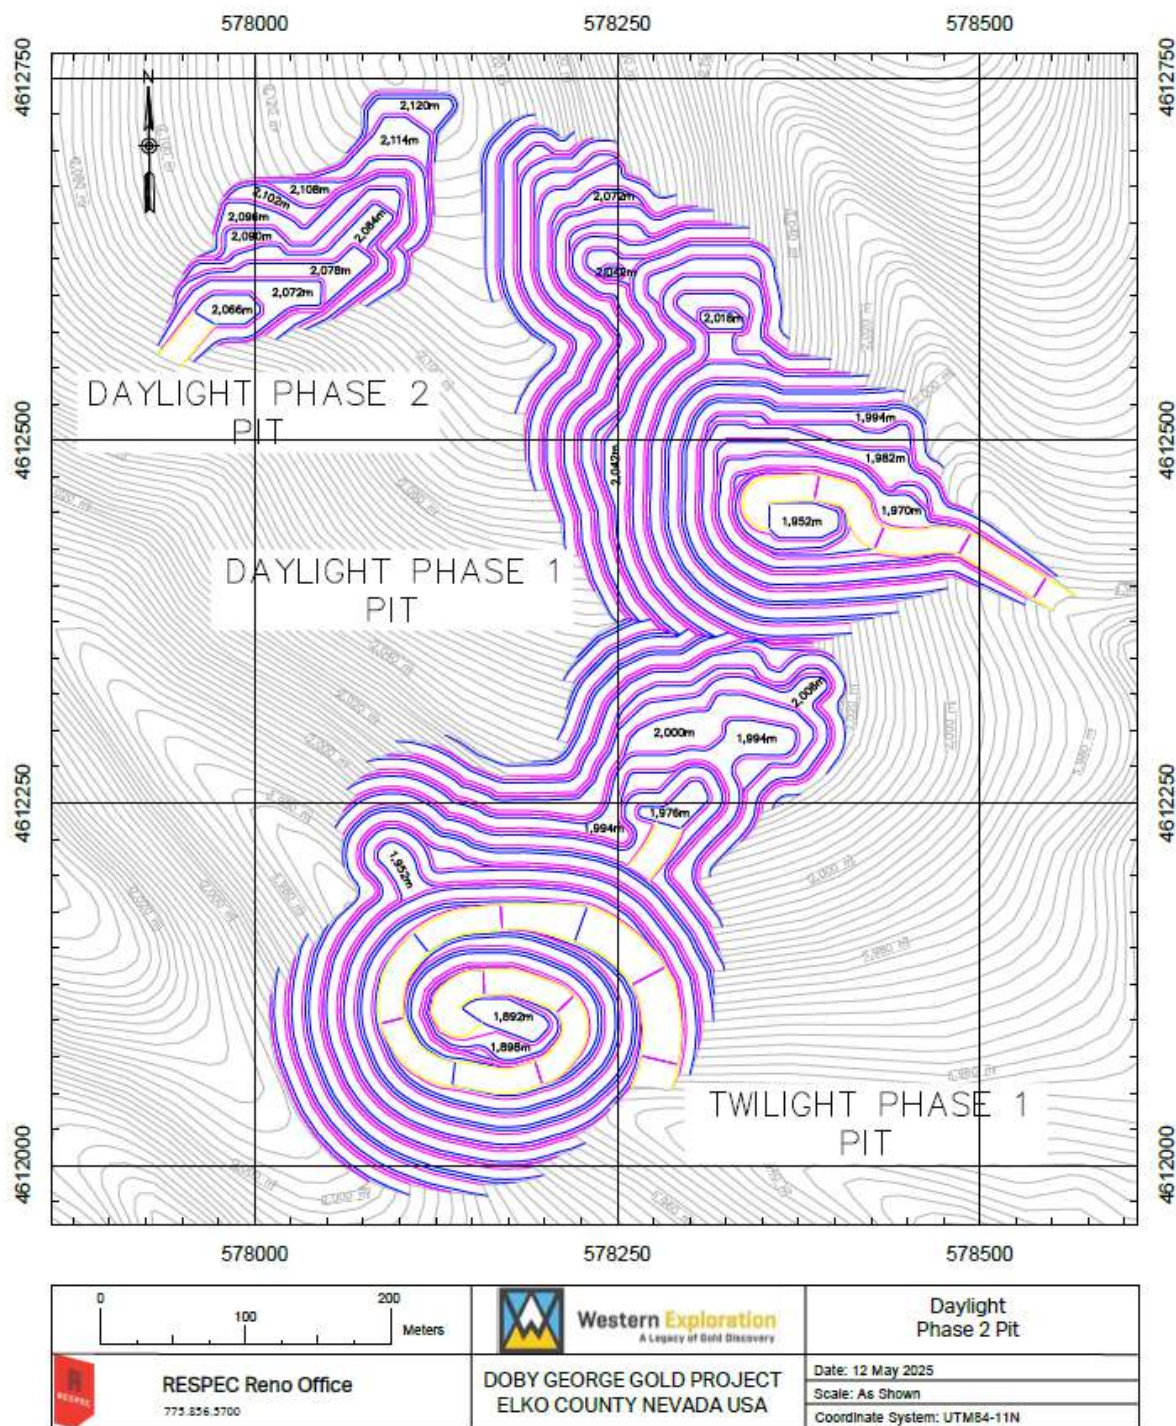 578000
578250
578500
4612750
4612750
N
2,120m
2,114m
2,108m
2,102m
2,096m
2,090m
2,084m
2,078m
2,072m
2,066m
2,072m
2,042m
2,018m
DAYLIGHT PHASE 2
PIT
4612500
4612500
1,994m
1,982m
2,042m
1,970m
1,952m
DAYLIGHT PHASE 1
PIT
2,006m
2,000m
1,994m
4612250
4612250
1,976m
1,994m
1,952m
1,892m
1,898m
TWILIGHT PHASE 1
PIT
4612000
4612000
578000
578250
578500
0
100
200
Meters
Western Exploration
A Legacy of Gold Discovery
Daylight
Phase 2 Pit
RESPEC
RESPEC Reno Office
775.856.5700
DOBY GEORGE GOLD PROJECT
ELKO COUNTY NEVADA USA
Date: 12 May 2025
Scale: As Shown
Coordinate System: UTM84-11N